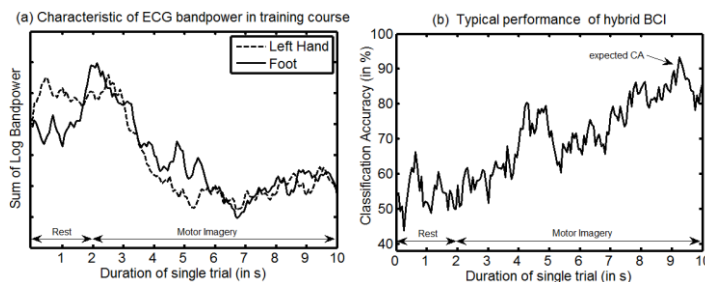 (a) Characteristic of ECG bandpower in training course
Left Hand
Foot
Sum of Log Bandpower
Rest
Motor Imagery
1 2 3 4 5 6 7 8 9 10
Duration of single trial (in s)
(b) Typical performance of hybrid BCI
expected CA
Classification Accuracy (in %)
100
90
80
70
60
50
40
Rest
Motor Imagery
0 1 2 3 4 5 6 7 8 9 10
Duration of single trial (in s)